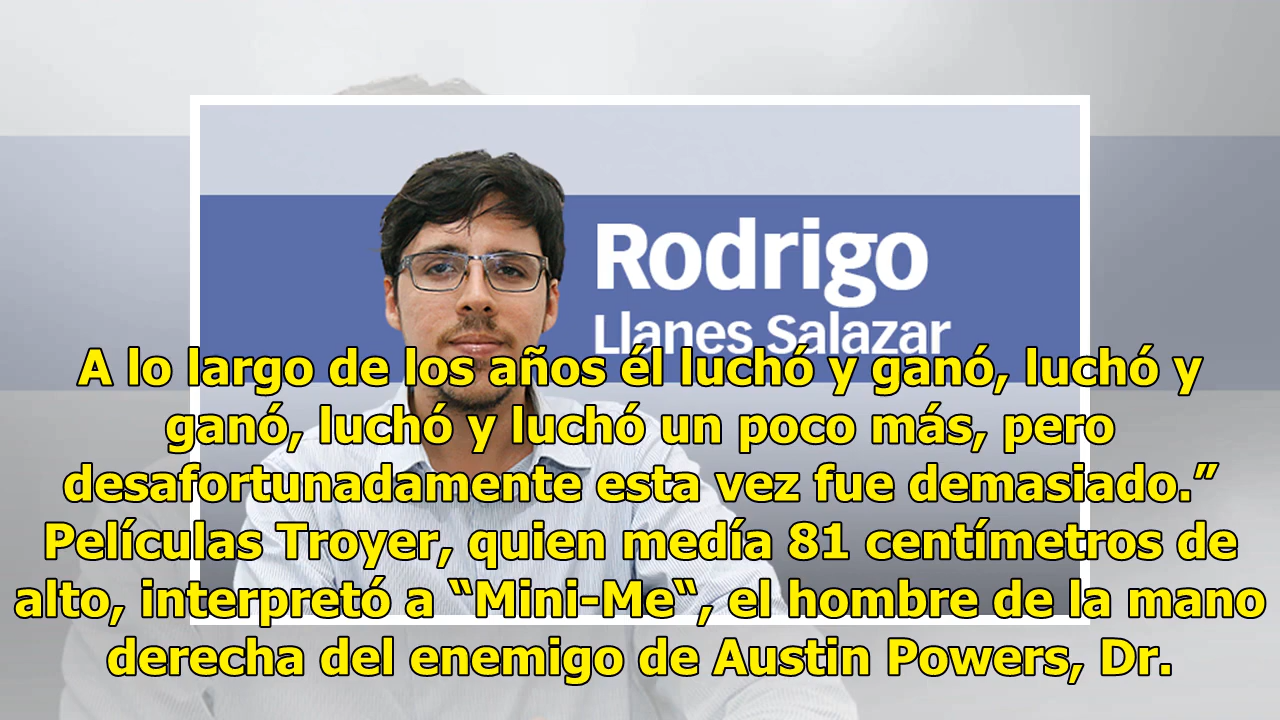 Rodrigo
Llanes Salazar
A lo largo de los años él luchó y ganó, luchó y
ganó, luchó y luchó un poco más, pero
desafortunadamente esta vez fue demasiado.”
Películas Troyer, quien medía 81 centímetros de
alto, interpretó a “Mini-Me“, el hombre de la mano
derecha del enemigo de Austin Powers, Dr.